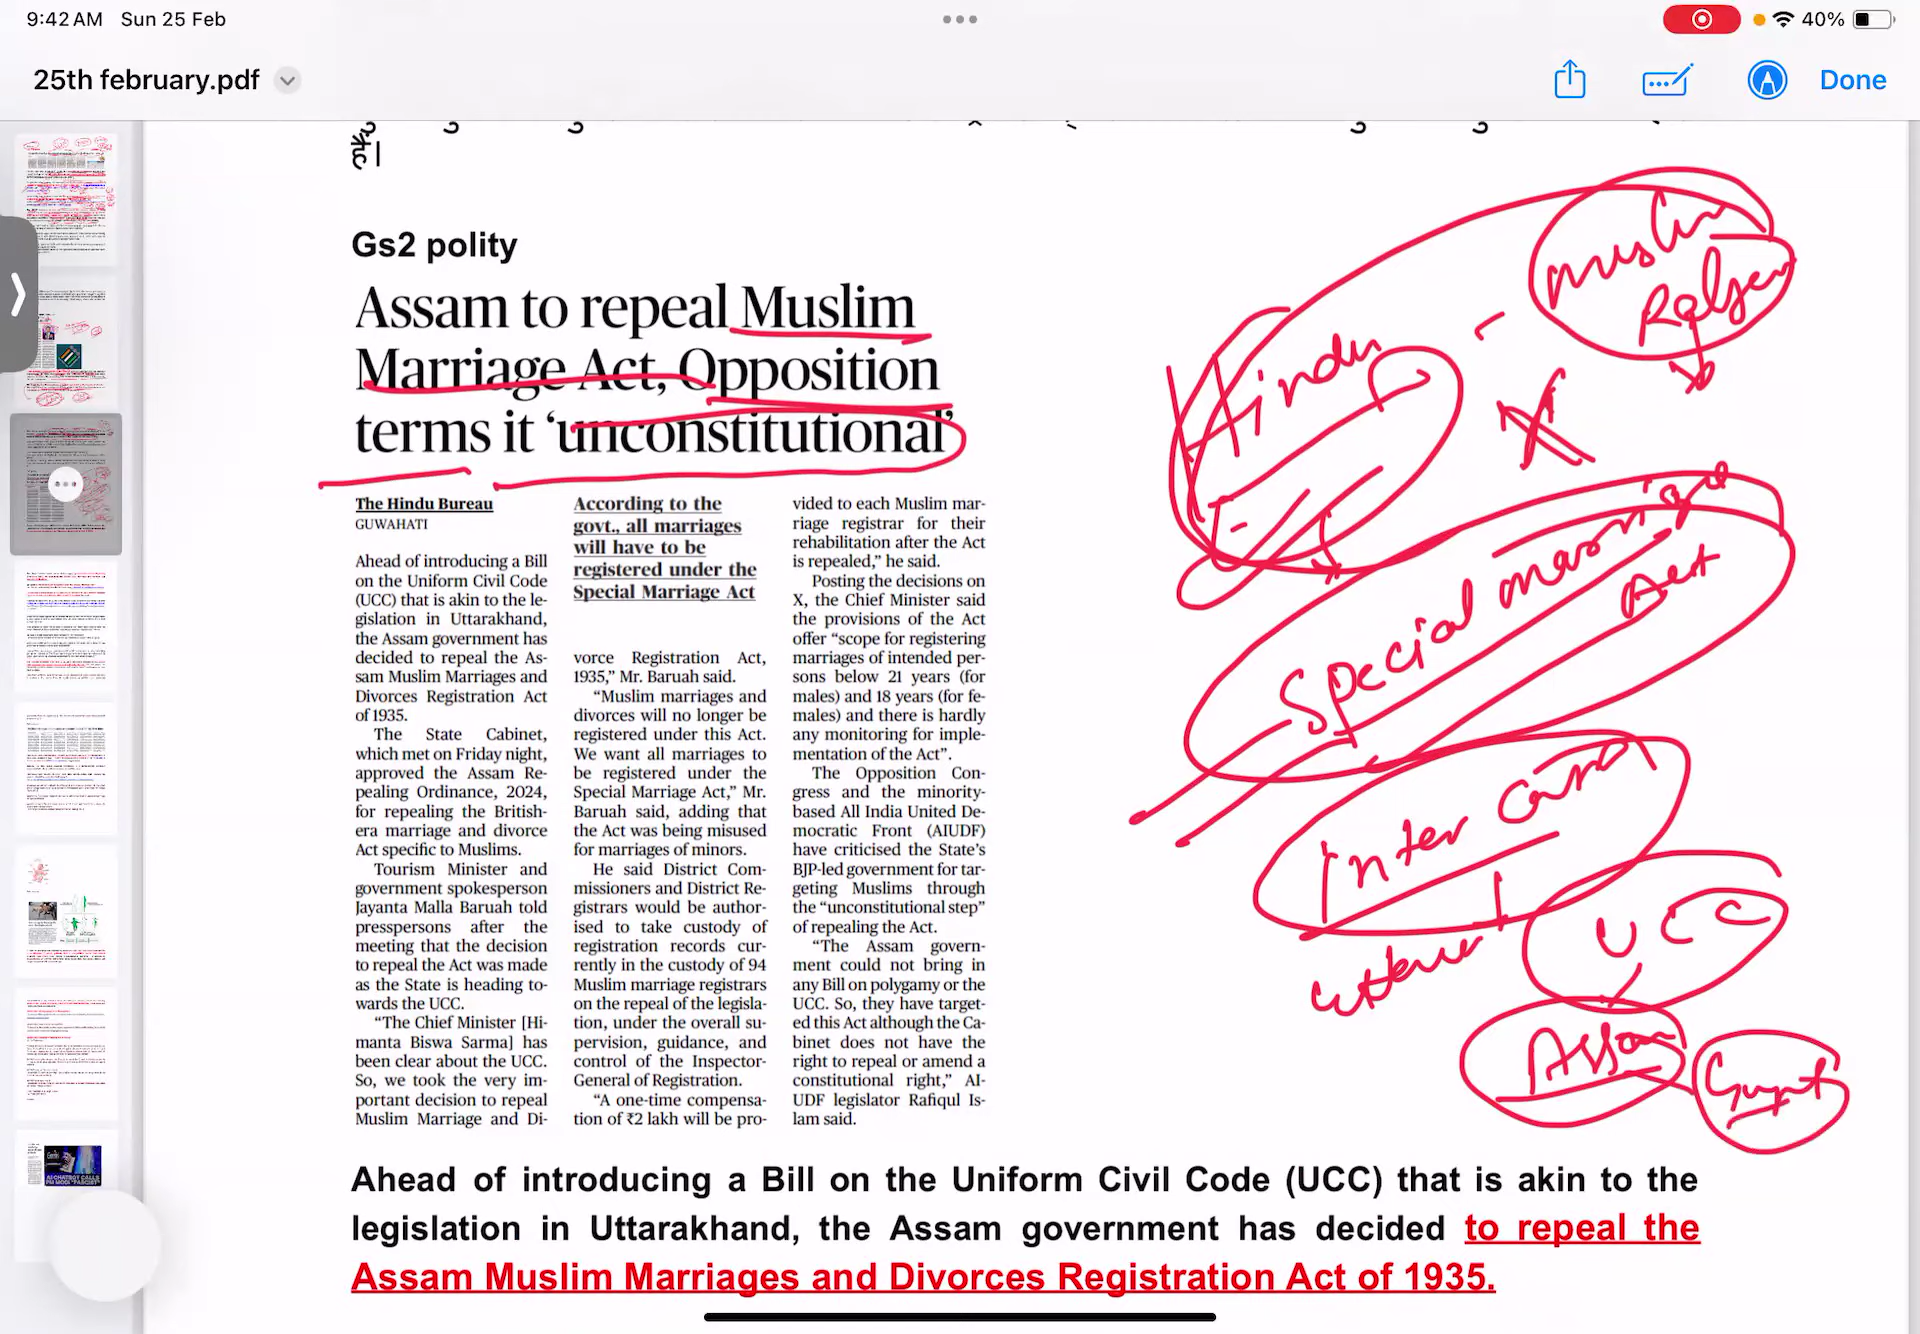 9:42 AM Sun 25 Feb
40%
25th february.pdf
Done
Gs2 polity
Assam to repeal Muslim
Marriage Act, Opposition
terms it ‘unconstitutional’
The Hindu Bureau
GUWAHATI
Ahead of introducing a Bill
on the Uniform Civil Code
(UCC) that is akin to the le-
gislation in Uttarakhand,
the Assam government has
decided to repeal the As-
sam Muslim Marriages and
Divorces Registration Act
of 1935.
The State Cabinet,
which met on Friday night,
approved the Assam Re-
pealing Ordinance, 2024,
for repealing the British-
era marriage and divorce
Act specific to Muslims.
Tourism Minister and
government spokesperson
Jayanta Malla Baruah told
presspersons after the
meeting that the decision
to repeal the Act was made
as the State is heading to-
wards the UCC.
“The Chief Minister [Hi-
manta Biswa Sarma] has
been clear about the UCC.
So, we took the very im-
portant decision to repeal
Muslim Marriage and Di-
According to the
govt., all marriages
will have to be
registered under the
Special Marriage Act
vorce Registration Act,
1935,” Mr. Baruah said.
“Muslim marriages and
divorces will no longer be
registered under this Act.
We want all marriages to
be registered under the
Special Marriage Act,” Mr.
Baruah said, adding that
the Act was being misused
for marriages of minors.
He said District Com-
missioners and District Re-
gistrars would be author-
ised to take custody of
registration records cur-
rently in the custody of 94
Muslim marriage registrars
on the repeal of the legisla-
tion, under the overall su-
pervision, guidance, and
control of the Inspector-
General of Registration.
“A one-time compensa-
tion of ₹2 lakh will be pro-
vided to each Muslim mar-
riage registrar for their
rehabilitation after the Act
is repealed,” he said.
Posting the decisions on
X, the Chief Minister said
the provisions of the Act
offer “scope for registering
marriages of intended per-
sons below 21 years (for
males) and 18 years (for fe-
males) and there is hardly
any monitoring for imple-
mentation of the Act”.
The Opposition Con-
gress and the minority-
based All India United De-
mocratic Front (AIUDF)
have criticised the State’s
BJP-led government for tar-
geting Muslims through
the “unconstitutional step”
of repealing the Act.
“The Assam govern-
ment could not bring in
any Bill on polygamy or the
UCC. So, they have target-
ed this Act although the Ca-
binet does not have the
right to repeal or amend a
constitutional right,” AI-
UDF legislator Rafiqul Is-
lam said.
Muslim
Hindu
Special marriage
Act
Inter
UCC
Assam
Ahead of introducing a Bill on the Uniform Civil Code (UCC) that is akin to the
legislation in Uttarakhand, the Assam government has decided to repeal the
Assam Muslim Marriages and Divorces Registration Act of 1935.